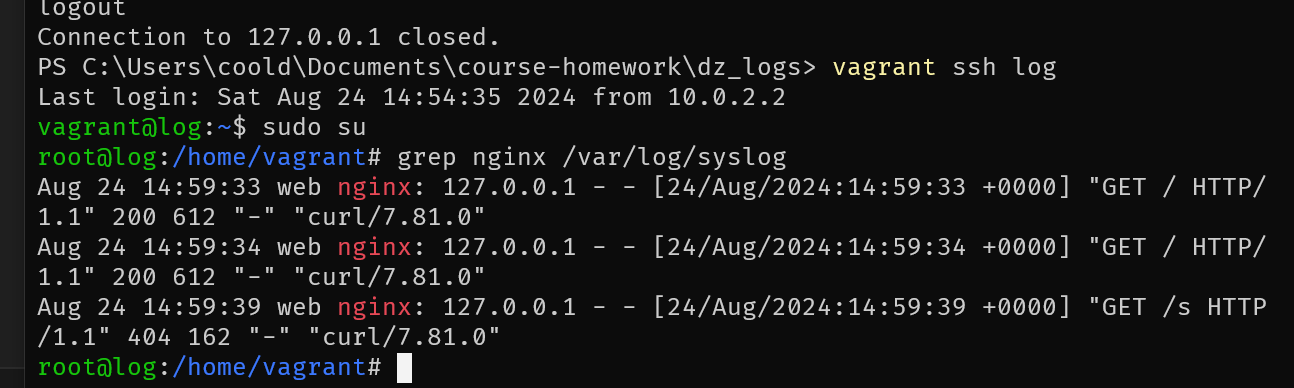 logout
Connection to 127.0.0.1 closed.
PS C:\Users\coold\Documents\course-homework\dz_logs> vagrant ssh log
Last login: Sat Aug 24 14:54:35 2024 from 10.0.2.2
vagrant@log:~$ sudo su
root@log:/home/vagrant# grep nginx /var/log/syslog
Aug 24 14:59:33 web nginx: 127.0.0.1 - - [24/Aug/2024:14:59:33 +0000] "GET / HTTP/
1.1" 200 612 "-" "curl/7.81.0"
Aug 24 14:59:34 web nginx: 127.0.0.1 - - [24/Aug/2024:14:59:34 +0000] "GET / HTTP/
1.1" 200 612 "-" "curl/7.81.0"
Aug 24 14:59:39 web nginx: 127.0.0.1 - - [24/Aug/2024:14:59:39 +0000] "GET /s HTTP
/1.1" 404 162 "-" "curl/7.81.0"
root@log:/home/vagrant#